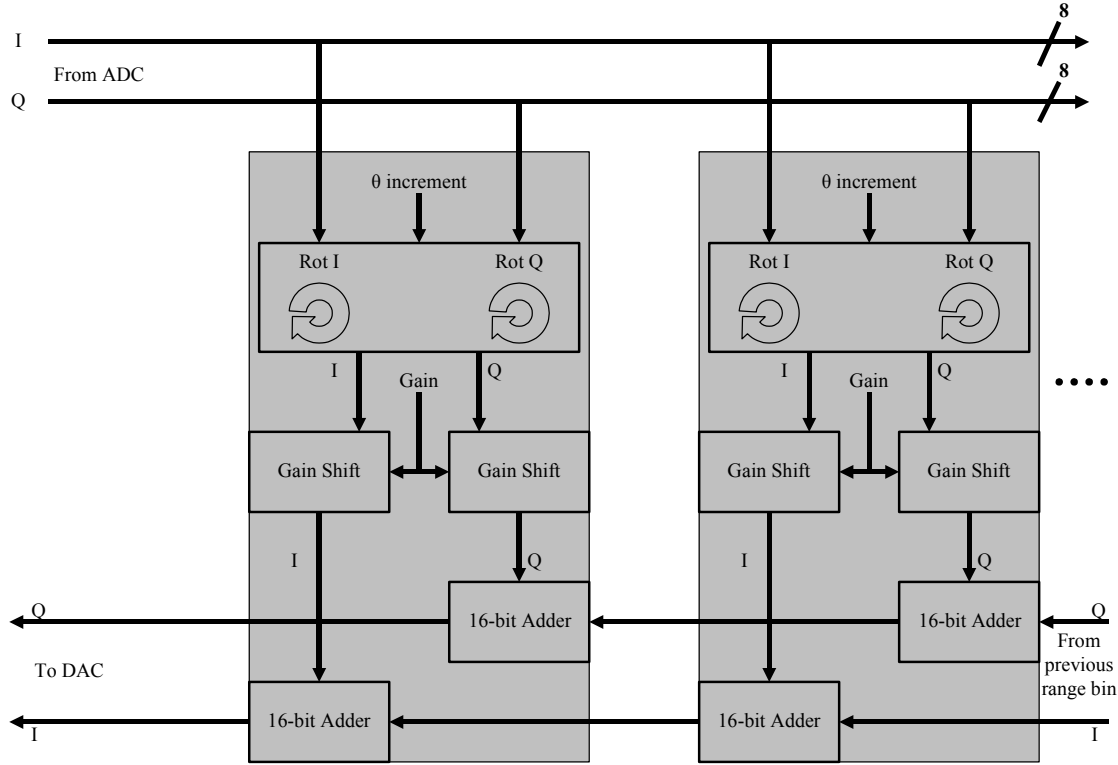 8
I
8
From ADC
Q
θ increment
θ increment
Rot I
Rot Q
Rot I
Rot Q
I
Gain
Q
I
Gain
Q
Gain Shift
Gain Shift
Gain Shift
Gain Shift
I
Q
I
Q
Q
16-bit Adder
16-bit Adder
Q
To DAC
From
previous
range bin
16-bit Adder
16-bit Adder
I
I